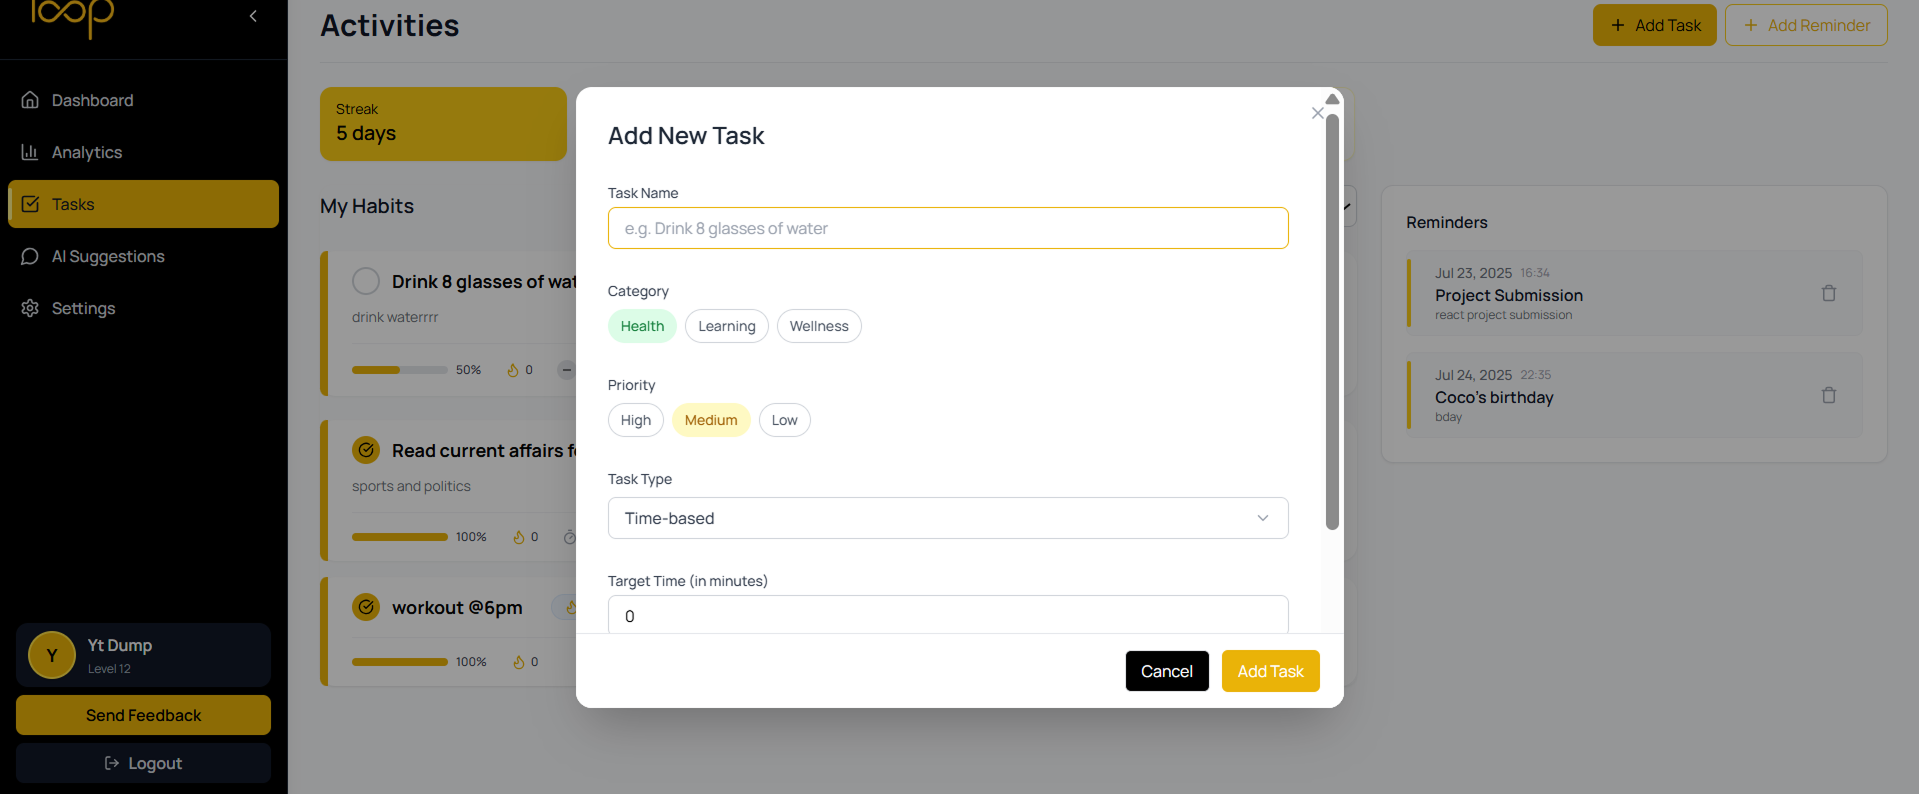 loop
Dashboard
Analytics
Tasks
AI Suggestions
Settings
Y
Yt Dump
Level 12
Send Feedback
Logout
Activities
+ Add Task
+ Add Reminder
Streak
5 days
My Habits
Drink 8 glasses of wat
drink waterrrr
50%
0
Read current affairs f
sports and politics
100%
0
workout @6pm
100%
0
Add New Task
Task Name
e.g. Drink 8 glasses of water
Category
Health
Learning
Wellness
Priority
High
Medium
Low
Task Type
Time-based
Target Time (in minutes)
0
Cancel
Add Task
Reminders
Jul 23, 2025 16:34
Project Submission
react project submission
Jul 24, 2025 22:35
Coco's birthday
bday